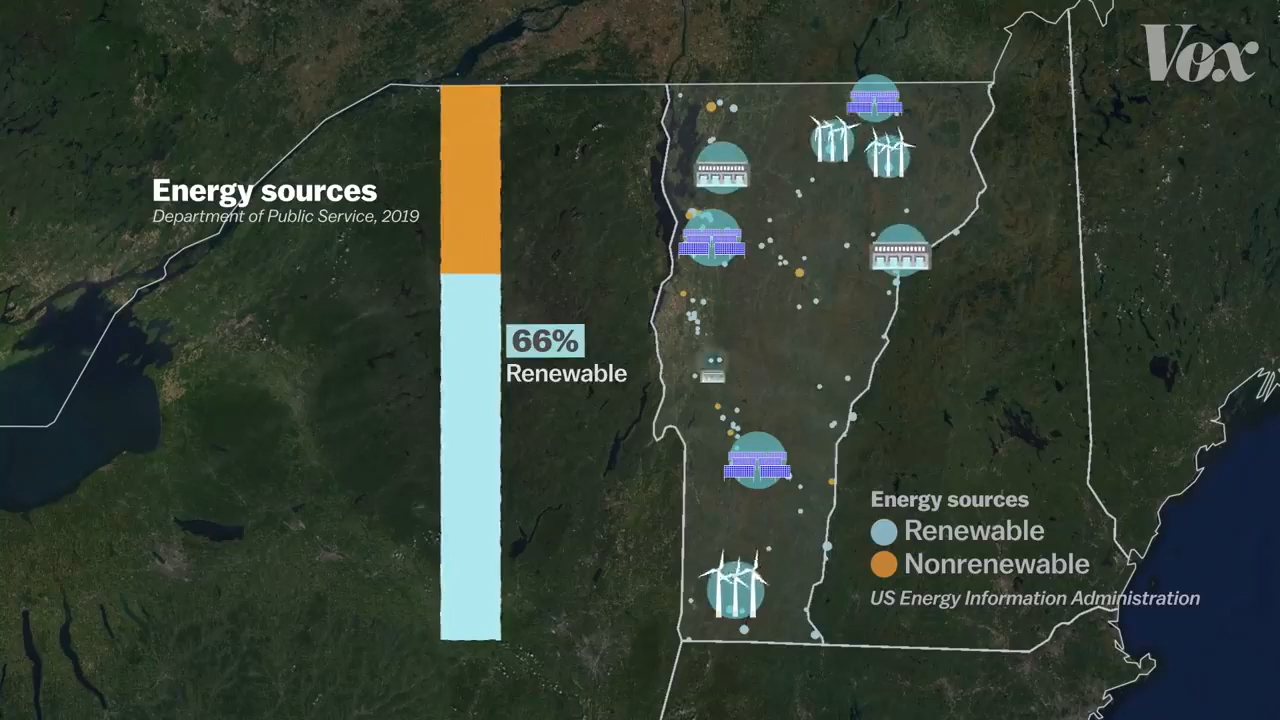 Vox
Energy sources
Department of Public Service, 2019
66%
Renewable
Energy sources
Renewable
Nonrenewable
US Energy Information Administration